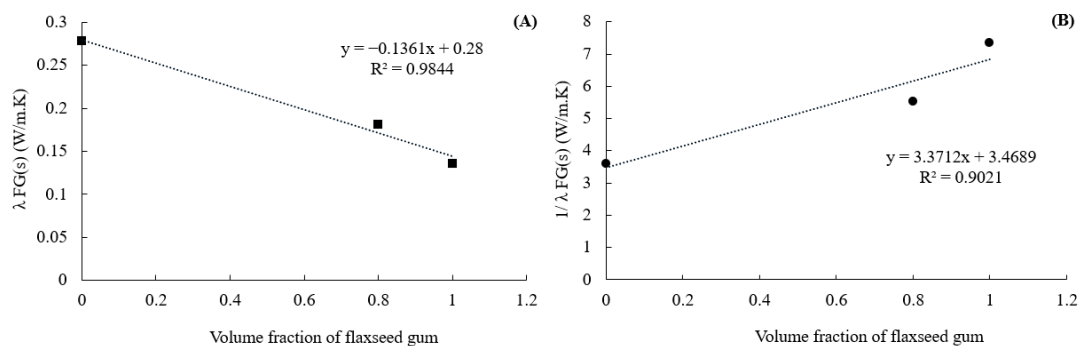 (A)
λ FG(s) (W/m.K)
0.3
0.25
0.2
0.15
0.1
0.05
0
y = −0.1361x + 0.28
R² = 0.9844
0 0.2 0.4 0.6 0.8 1 1.2
Volume fraction of flaxseed gum
(B)
1/ λ FG(s) (W/m.K)
8
7
6
5
4
3
2
1
0
y = 3.3712x + 3.4689
R² = 0.9021
0.0 0.2 0.4 0.6 0.8 1 1.2
Volume fraction of flaxseed gum